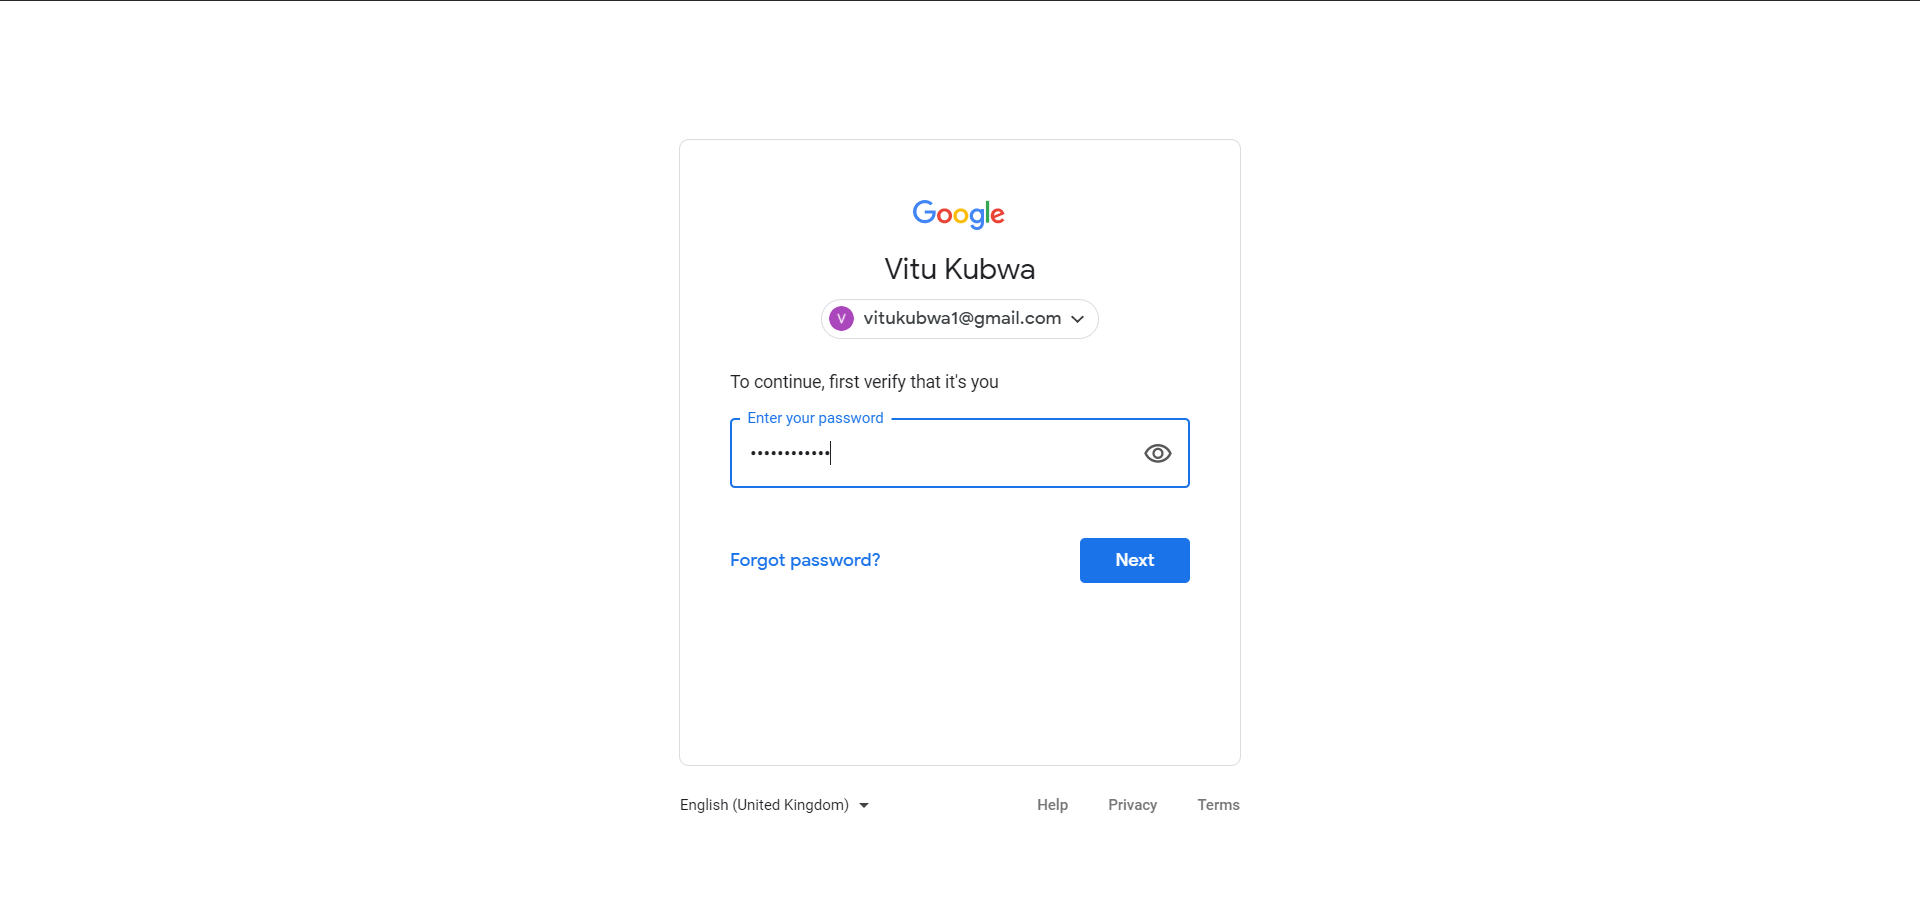 Google
Vitu Kubwa
V vitukubwa1@gmail.com
To continue, first verify that it's you
Enter your password
••••••••••••
Forgot password?
Next
English (United Kingdom)
Help Privacy Terms